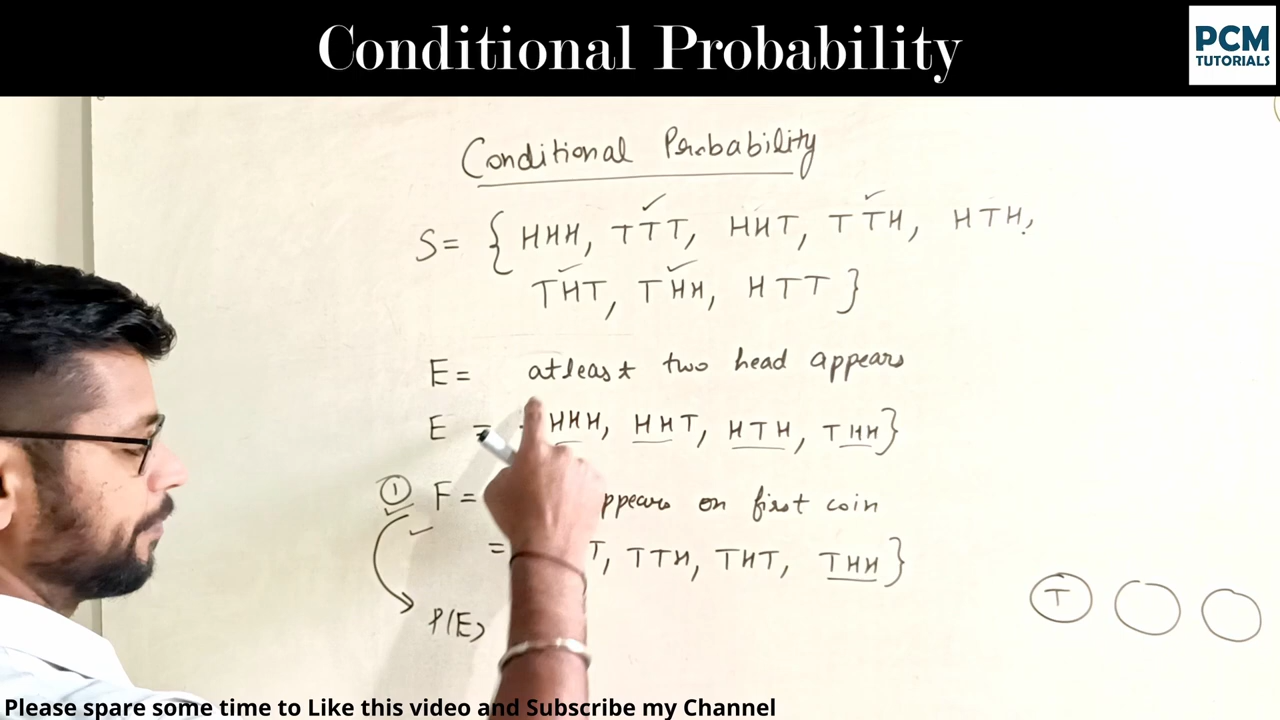 Conditional Probability
PCM
TUTORIALS
Conditional Probability
S= { HHH, TTT, HHT, TTH, HTH,
THT, THH, HTT }
E= atleast two head appears
E = HHH, HHT, HTH, THH}
① F= on first coin
= TTH, THT, THH}
P(E)
T
Please spare some time to Like this video and Subscribe my Channel